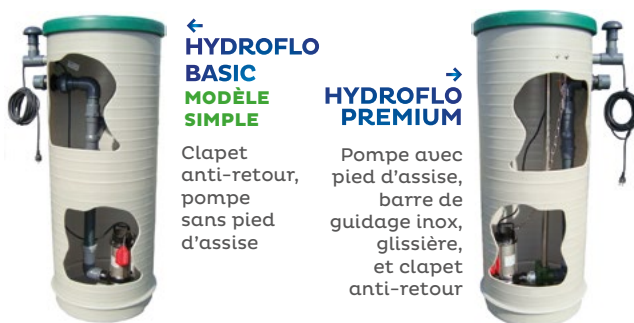 ←
HYDROFLO
BASIC
MODÈLE
SIMPLE
Clapet
anti-retour,
pompe
sans pied
d'assise
→
HYDROFLO
PREMIUM
Pompe avec
pied d'assise,
barre de
guidage inox,
glissière,
et clapet
anti-retour